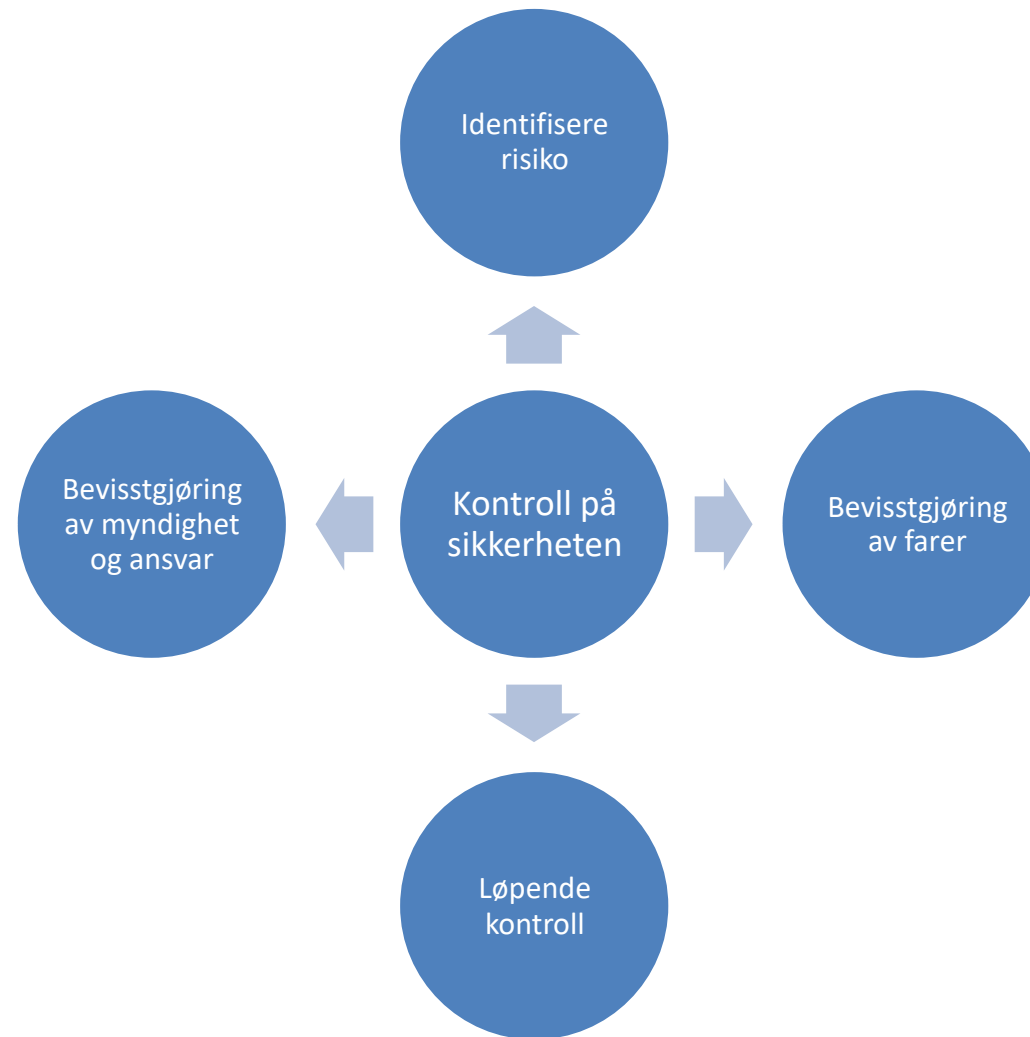 Identifisere
risiko
Bevisstgjøring
av myndighet
og ansvar
Kontroll på
sikkerheten
Bevisstgjøring
av farer
Løpende
kontroll